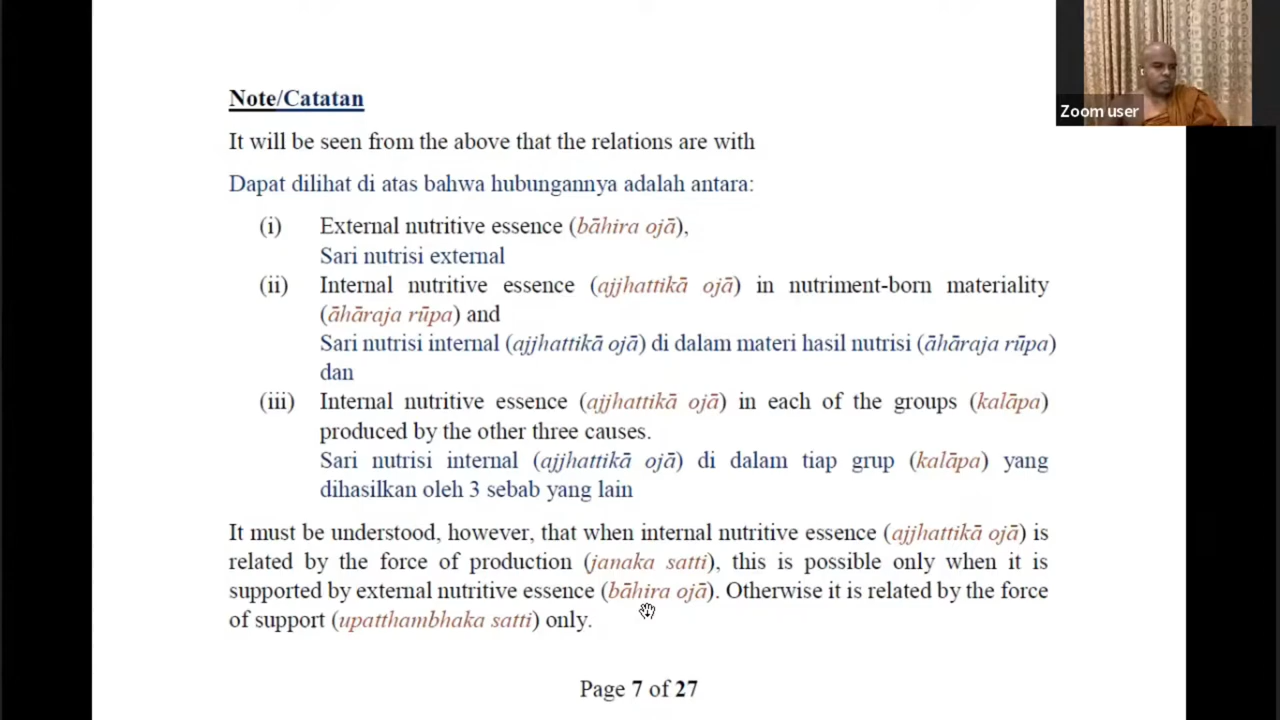 Zoom user
Note/Catatan
It will be seen from the above that the relations are with
Dapat dilihat di atas bahwa hubungannya adalah antara:
(i) External nutritive essence (bāhira ojā),
Sari nutrisi external
(ii) Internal nutritive essence (ajjhattikā ojā) in nutriment-born materiality
(āhāraja rūpa) and
Sari nutrisi internal (ajjhattikā ojā) di dalam materi hasil nutrisi (āhāraja rūpa)
dan
(iii) Internal nutritive essence (ajjhattikā ojā) in each of the groups (kalāpa)
produced by the other three causes.
Sari nutrisi internal (ajjhattikā ojā) di dalam tiap grup (kalāpa) yang
dihasilkan oleh 3 sebab yang lain
It must be understood, however, that when internal nutritive essence (ajjhattikā ojā) is
related by the force of production (janaka satti), this is possible only when it is
supported by external nutritive essence (bāhira ojā). Otherwise it is related by the force
of support (upatthambhaka satti) only.
Page 7 of 27